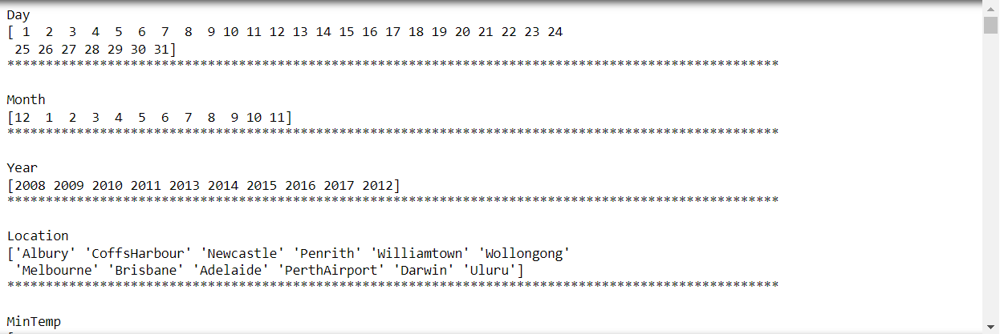 Day
[ 1  2  3  4  5  6  7  8  9 10 11 12 13 14 15 16 17 18 19 20 21 22 23 24
 25 26 27 28 29 30 31]
****************************************************************************************************
Month
[12  1  2  3  4  5  6  7  8  9 10 11]
****************************************************************************************************
Year
[2008 2009 2010 2011 2013 2014 2015 2016 2017 2012]
****************************************************************************************************
Location
['Albury' 'CoffsHarbour' 'Newcastle' 'Penrith' 'Williamtown' 'Wollongong'
 'Melbourne' 'Brisbane' 'Adelaide' 'PerthAirport' 'Darwin' 'Uluru']
****************************************************************************************************
MinTemp